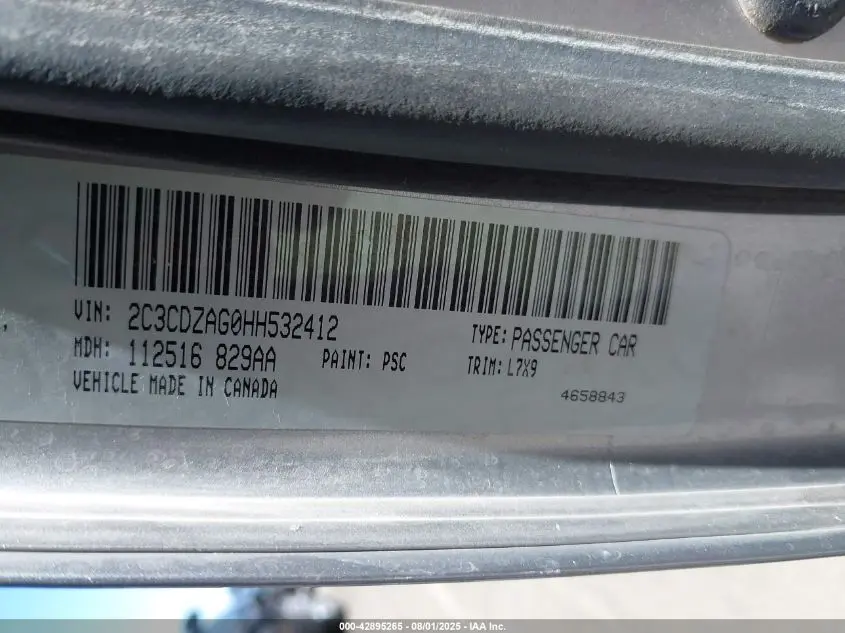 VIN: 2C3CDZAG0HH532412
TYPE: PASSENGER CAR
MDH: 112516 829AA
PAINT: PSC
TRIM: L7X9
VEHICLE MADE IN CANADA
4658843
000-42895265 - 08/01/2025 - IAA Inc.